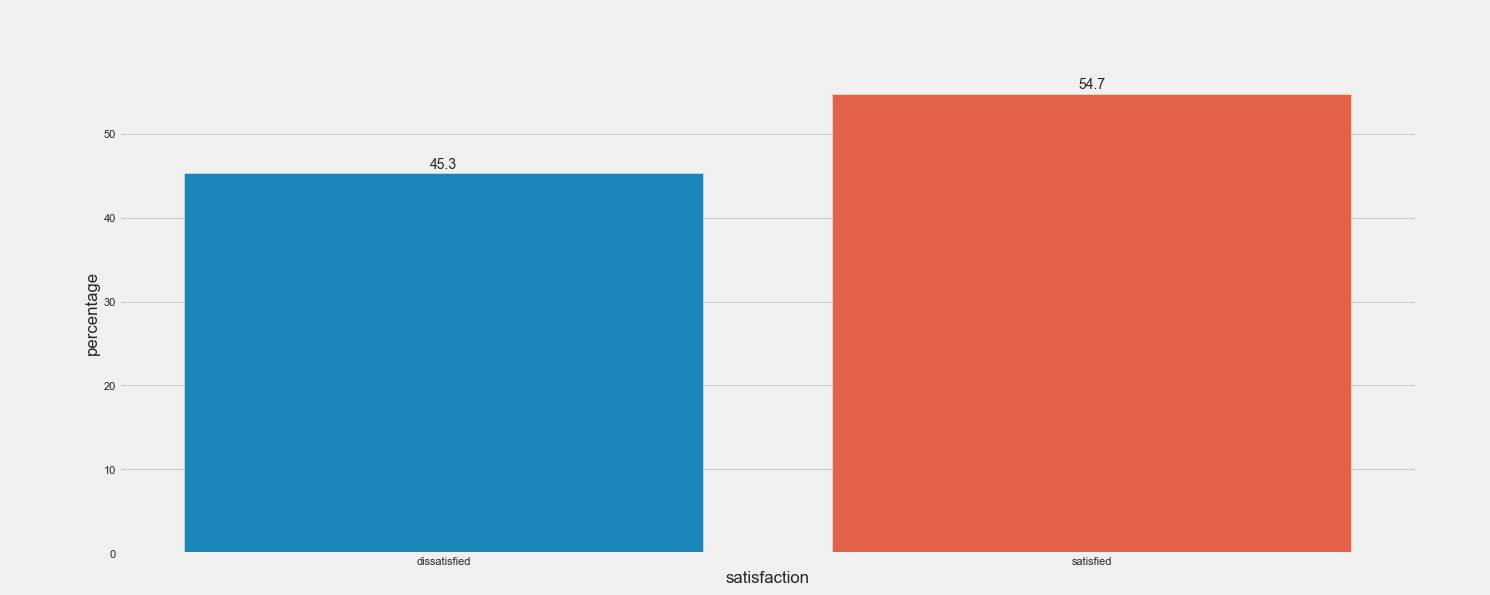 54.7
45.3
50
40
30
20
10
0
percentage
dissatisfied
satisfied
satisfaction